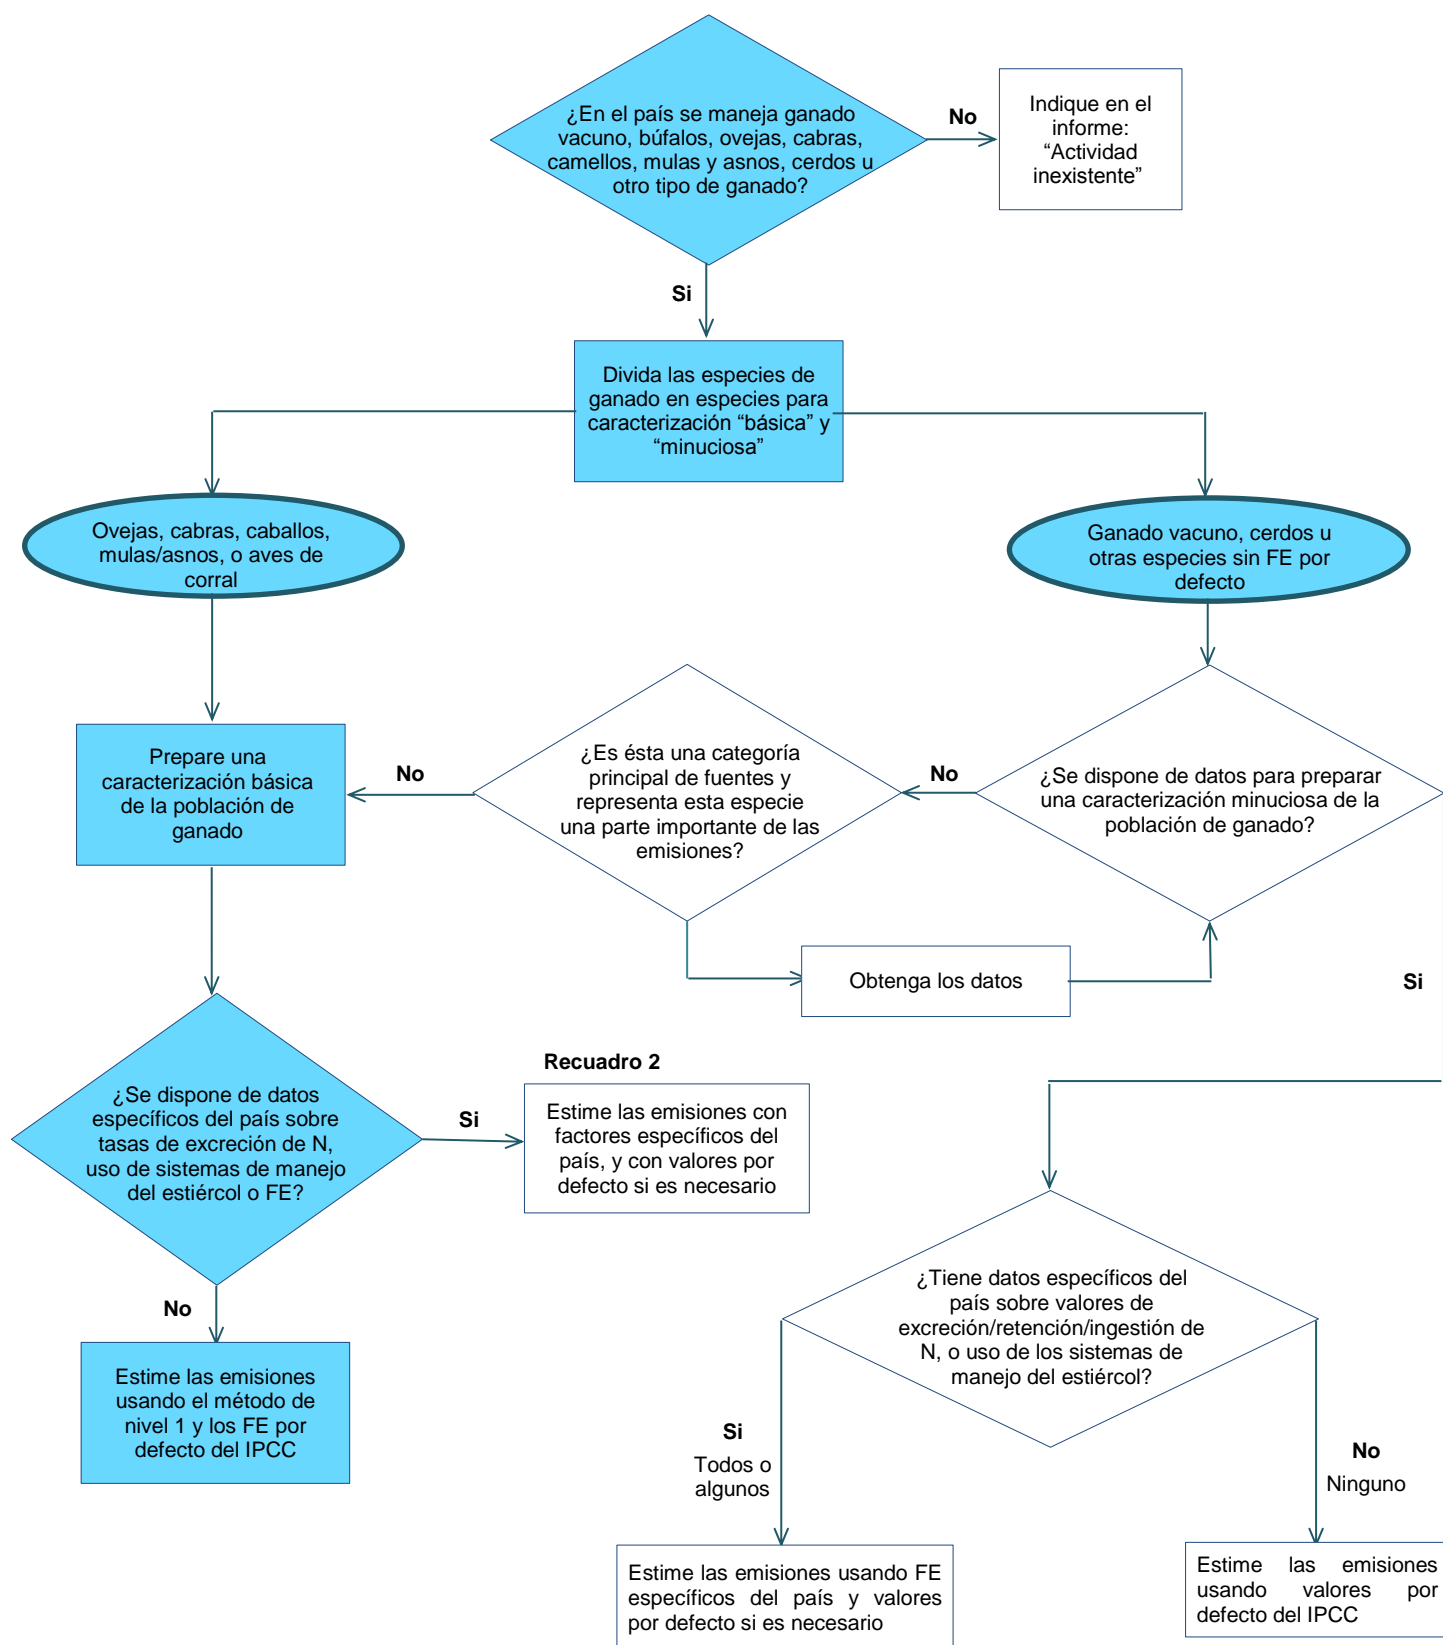 ¿En el país se maneja ganado
vacuno, búfalos, ovejas, cabras,
camellos, mulas y asnos, cerdos u
otro tipo de ganado?
No
Indique en el
informe:
“Actividad
inexistente”
Si
Divida las especies de
ganado en especies para
caracterización “básica” y
“minuciosa”
Ovejas, cabras, caballos,
mulas/asnos, o aves de
corral
Ganado vacuno, cerdos u
otras especies sin FE por
defecto
Prepare una
caracterización básica
de la población de
ganado
No
¿Es ésta una categoría
principal de fuentes y
representa esta especie
una parte importante de las
emisiones?
No
¿Se dispone de datos para preparar
una caracterización minuciosa de la
población de ganado?
Obtenga los datos
Si
¿Se dispone de datos
específicos del país sobre
tasas de excreción de N,
uso de sistemas de manejo
del estiércol o FE?
Si
Recuadro 2
Estime las emisiones con
factores específicos del
país, y con valores por
defecto si es necesario
No
Estime las emisiones
usando el método de
nivel 1 y los FE por
defecto del IPCC
¿Tiene datos específicos del
país sobre valores de
excreción/retención/ingestión de
N, o uso de los sistemas de
manejo del estiércol?
Si
Todos o
algunos
No
Ninguno
Estime las emisiones usando FE
específicos del país y valores
por defecto si es necesario
Estime las emisiones
usando valores por
defecto del IPCC